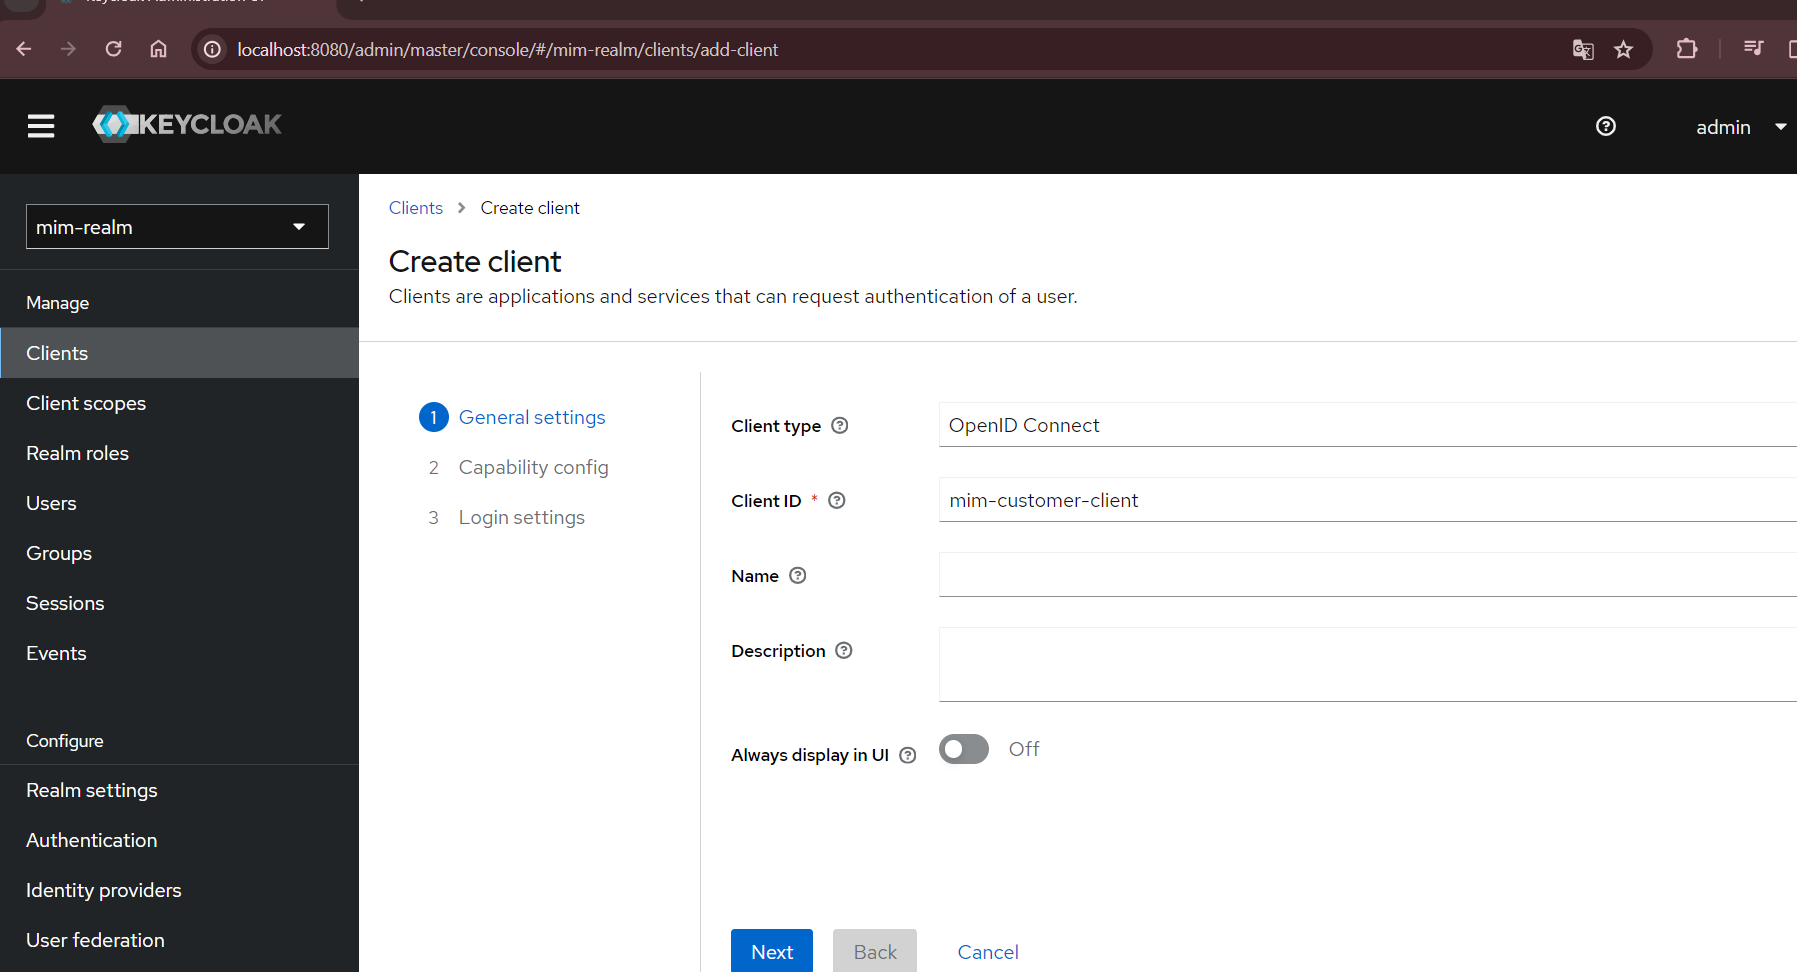 localhost:8080/admin/master/console/#/mim-realm/clients/add-client
KEYCLOAK
admin
mim-realm
Manage
Clients
Client scopes
Realm roles
Users
Groups
Sessions
Events
Configure
Realm settings
Authentication
Identity providers
User federation
Clients > Create client
Create client
Clients are applications and services that can request authentication of a user.
1 General settings
2 Capability config
3 Login settings
Client type
OpenID Connect
Client ID *
mim-customer-client
Name
Description
Always display in UI
Off
Next
Back
Cancel